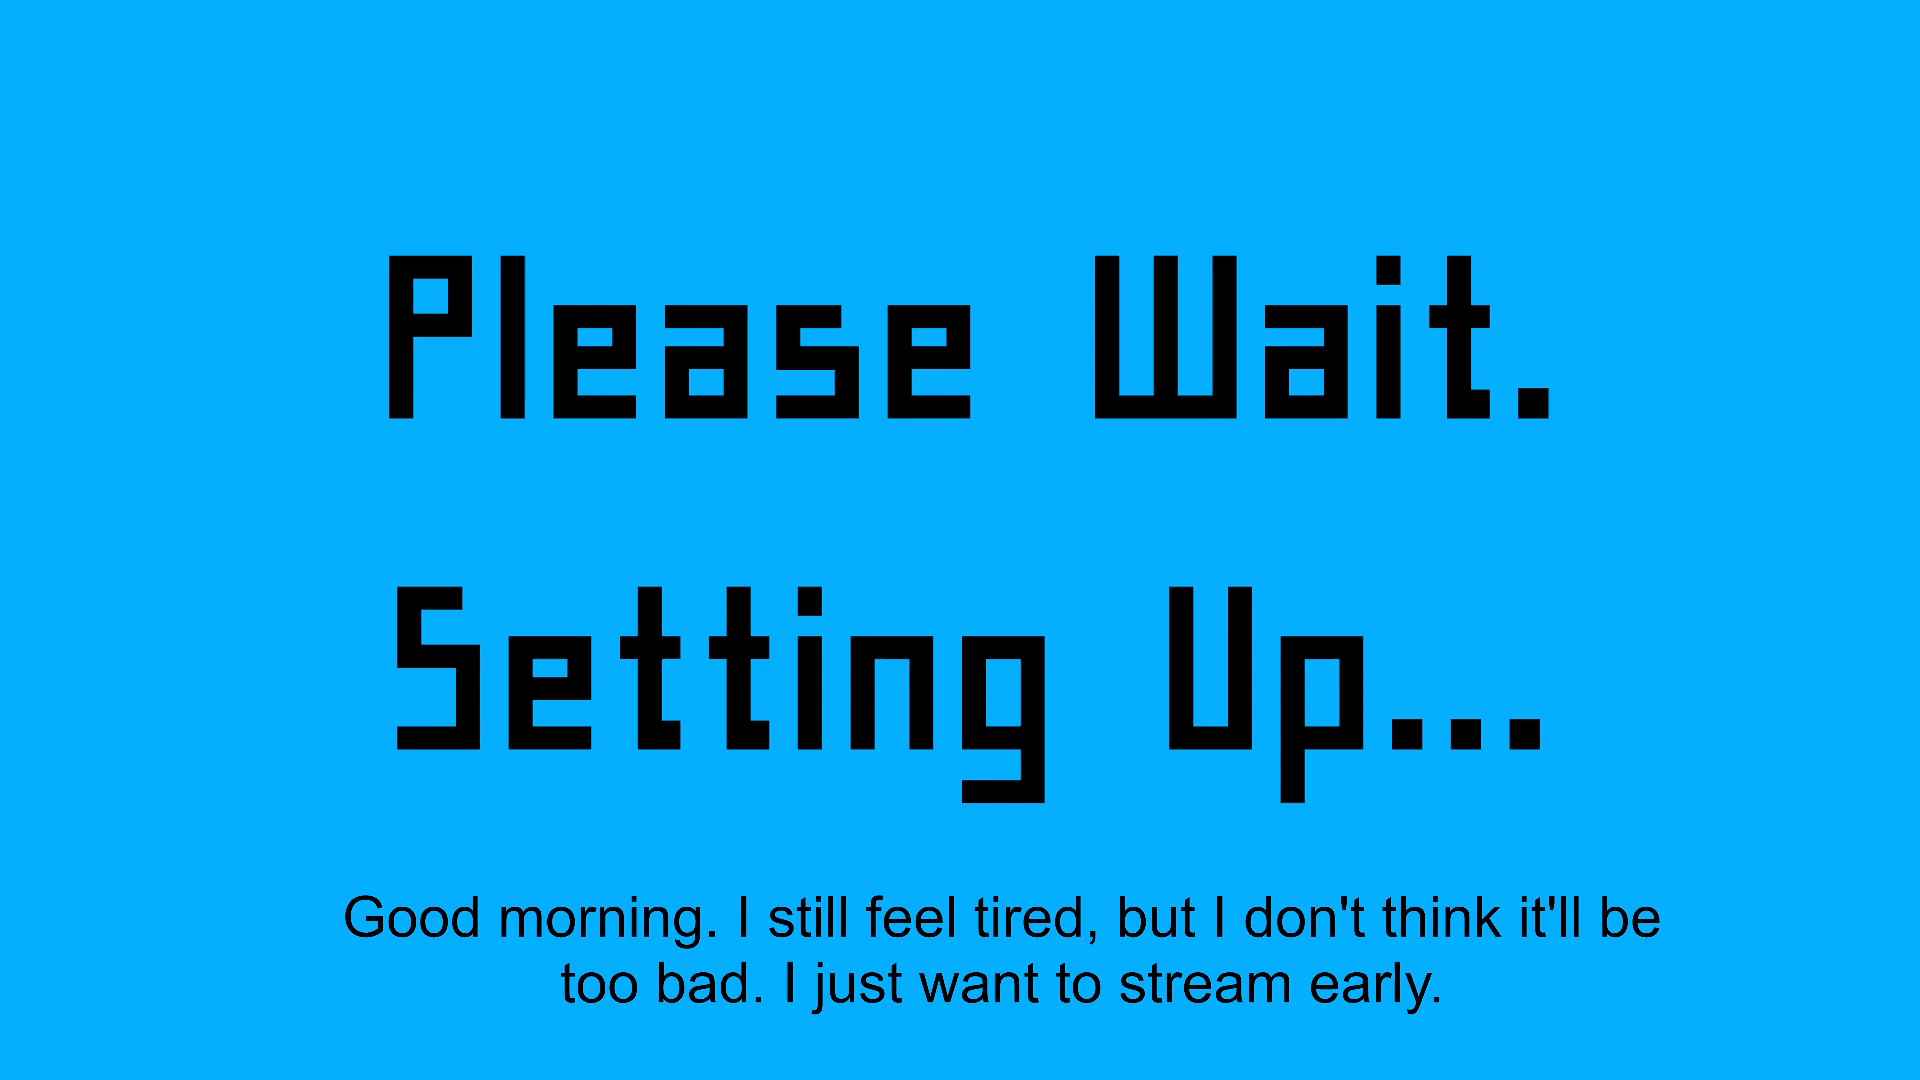 Please Wait.
Setting Up...
Good morning. I still feel tired, but I don't think it'll be
too bad. I just want to stream early.